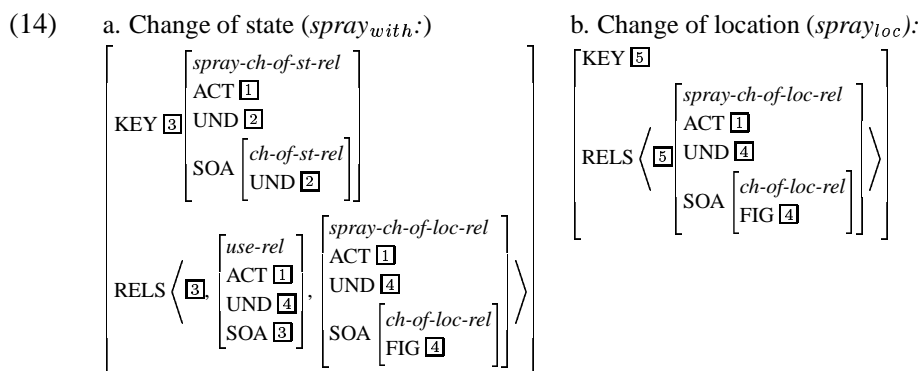 (14) a. Change of state (spray_with:) b. Change of location (spray_loc):
spray-ch-of-st-rel
ACT 1
KEY 3 UND 2
SOA ch-of-st-rel
UND 2
spray-ch-of-loc-rel
use-rel ACT 1
ACT 1 UND 4
RELS ⟨ 3, UND 4 , ⟩
SOA 3 SOA ch-of-loc-rel
FIG 4
KEY 5
spray-ch-of-loc-rel
ACT 1
RELS ⟨ 5 UND 4 ⟩
SOA ch-of-loc-rel
FIG 4